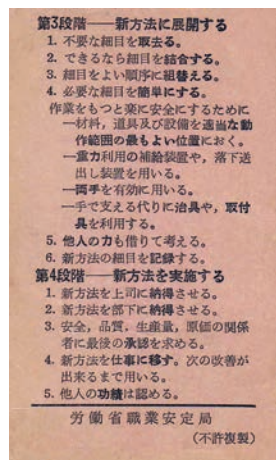 第3段階——新方法に展開する
1. 不要な細目を取去る。
2. できるなら細目を結合する。
3. 細目をよい順序に組替える。
4. 必要な細目を簡単にする。
作業をもつと楽に安全にするために
—材料，道具及び設備を適当な動
作範囲の最もよい位置におく。
—重力利用の補給装置や，落下送
出し装置を用いる。
—両手を有効に用いる。
—手で支える代りに治具や，取付
具を利用する。
5. 他人の力も借りて考える。
6. 新方法の細目を記録する。
第4段階——新方法を実施する
1. 新方法を上司に納得させる。
2. 新方法を部下に納得させる。
3. 安全，品質，生産量，原価の関係
者に最後の承認を求める。
4. 新方法を仕事に移す。次の改善が
出来るまで用いる。
5. 他人の功績は認める。
労働省職業安定局
（不許複製）